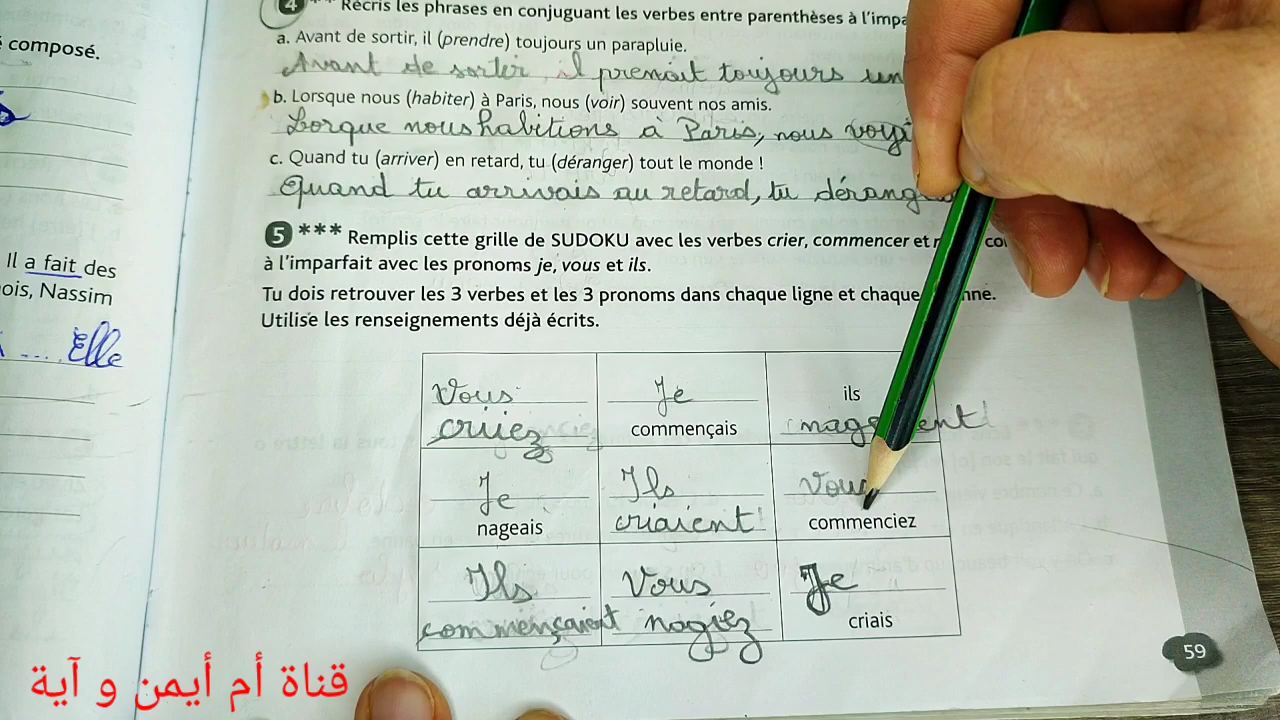 é composé.
Il a fait des
nois, Nassim
.... Elle
4 ** Récris les phrases en conjuguant les verbes entre parenthèses à l'impa
a. Avant de sortir, il (prendre) toujours un parapluie.
Avant de sortir, il prenait toujours un
b. Lorsque nous (habiter) à Paris, nous (voir) souvent nos amis.
Lorque nous habitions à Paris, nous voyi
c. Quand tu (arriver) en retard, tu (déranger) tout le monde !
Quand tu arrivais au retard, tu dérang
5 *** Remplis cette grille de SUDOKU avec les verbes crier, commencer et
à l'imparfait avec les pronoms je, vous et ils.
Tu dois retrouver les 3 verbes et les 3 pronoms dans chaque ligne et chaque
Utilise les renseignements déjà écrits.
Vous Je ils
criiez commençais nageaient
Je Ils Vous
nageais criaient commenciez
Ils Vous Je
commençaient nagiez criais
59
قناة أم أيمن و آية